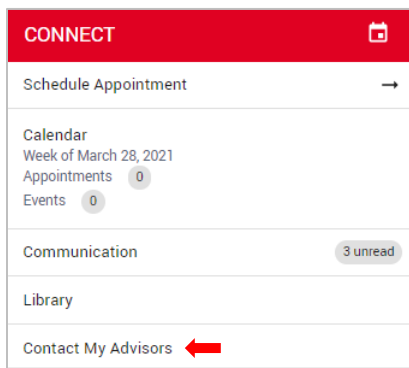 CONNECT
Schedule Appointment
Calendar
Week of March 28, 2021
Appointments 0
Events 0
Communication 3 unread
Library
Contact My Advisors